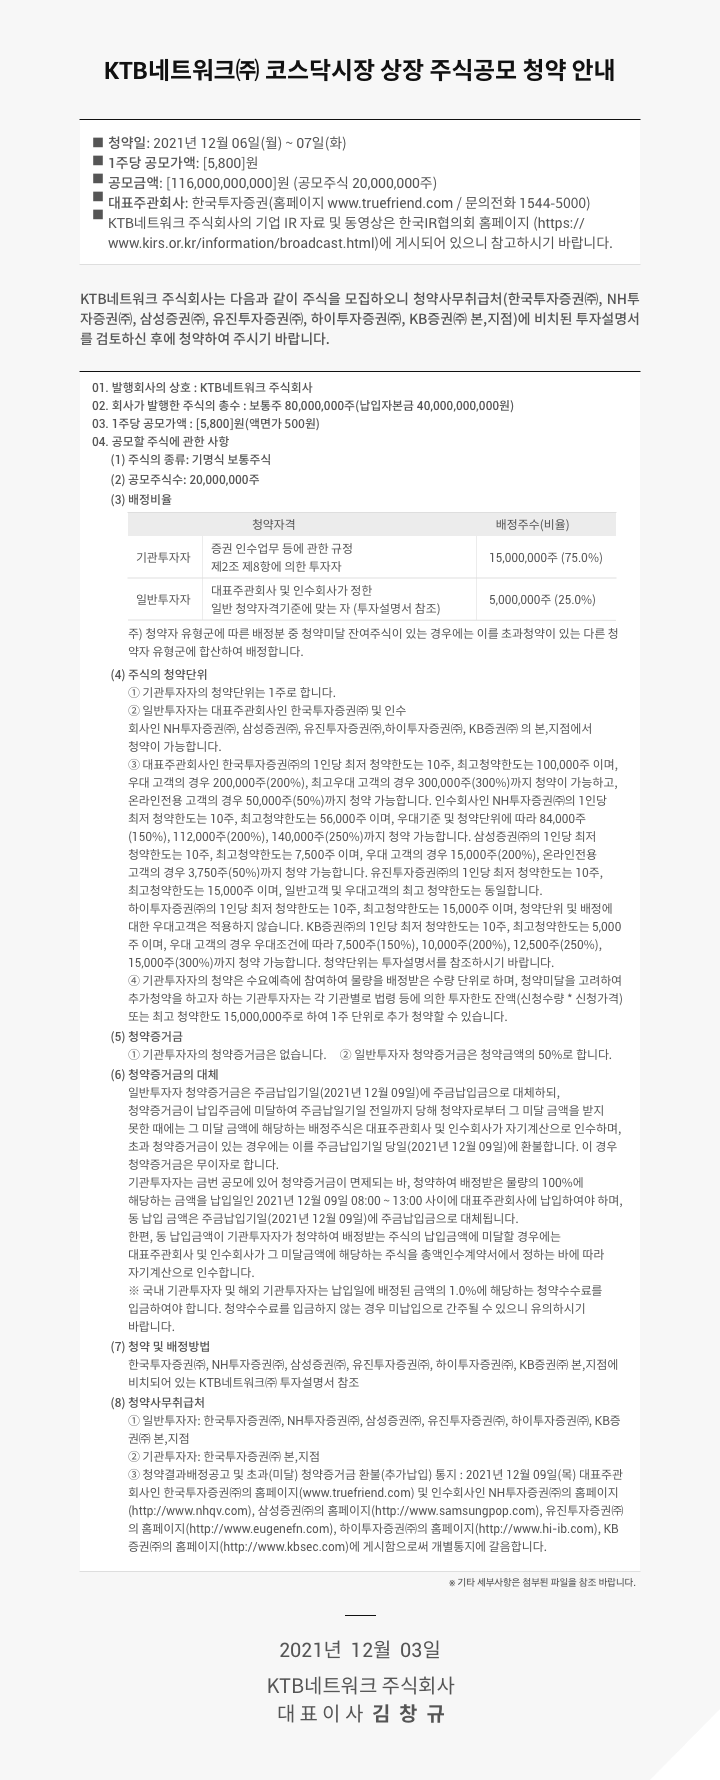 KTB네트워크㈜ 코스닥시장 상장 주식공모 청약 안내
■ 청약일: 2021년 12월 06일(월) ~ 07일(화)
■ 1주당 공모가액: [5,800]원
■ 공모금액: [116,000,000,000]원 (공모주식 20,000,000주)
■ 대표주관회사: 한국투자증권(홈페이지 www.truefriend.com / 문의전화 1544-5000)
■ KTB네트워크 주식회사의 기업 IR 자료 및 동영상은 한국IR협의회 홈페이지 (https://
www.kirs.or.kr/information/broadcast.html)에 게시되어 있으니 참고하시기 바랍니다.
KTB네트워크 주식회사는 다음과 같이 주식을 모집하오니 청약사무취급처(한국투자증권㈜, NH투
자증권㈜, 삼성증권㈜, 유진투자증권㈜, 하이투자증권㈜, KB증권㈜ 본,지점)에 비치된 투자설명서
를 검토하신 후에 청약하여 주시기 바랍니다.
01. 발행회사의 상호 : KTB네트워크 주식회사
02. 회사가 발행한 주식의 총수 : 보통주 80,000,000주(납입자본금 40,000,000,000원)
03. 1주당 공모가액 : [5,800]원(액면가 500원)
04. 공모할 주식에 관한 사항
(1) 주식의 종류: 기명식 보통주식
(2) 공모주식수: 20,000,000주
(3) 배정비율
청약자격 배정주수(비율)
기관투자자 증권 인수업무 등에 관한 규정
제2조 제8항에 의한 투자자 15,000,000주 (75.0%)
일반투자자 대표주관회사 및 인수회사가 정한
일반 청약자격기준에 맞는 자 (투자설명서 참조) 5,000,000주 (25.0%)
주) 청약자 유형군에 따른 배정분 중 청약미달 잔여주식이 있는 경우에는 이를 초과청약이 있는 다른 청
약자 유형군에 합산하여 배정합니다.
(4) 주식의 청약단위
① 기관투자자의 청약단위는 1주로 합니다.
② 일반투자자는 대표주관회사인 한국투자증권㈜ 및 인수
회사인 NH투자증권㈜, 삼성증권㈜, 유진투자증권㈜,하이투자증권㈜, KB증권㈜ 의 본,지점에서
청약이 가능합니다.
③ 대표주관회사인 한국투자증권㈜의 1인당 최저 청약한도는 10주, 최고청약한도는 100,000주 이며,
우대 고객의 경우 200,000주(200%), 최고우대 고객의 경우 300,000주(300%)까지 청약이 가능하고,
온라인전용 고객의 경우 50,000주(50%)까지 청약 가능합니다. 인수회사인 NH투자증권㈜의 1인당
최저 청약한도는 10주, 최고청약한도는 56,000주 이며, 우대기준 및 청약단위에 따라 84,000주
(150%), 112,000주(200%), 140,000주(250%)까지 청약 가능합니다. 삼성증권㈜의 1인당 최저
청약한도는 10주, 최고청약한도는 7,500주 이며, 우대 고객의 경우 15,000주(200%), 온라인전용
고객의 경우 3,750주(50%)까지 청약 가능합니다. 유진투자증권㈜의 1인당 최저 청약한도는 10주,
최고청약한도는 15,000주 이며, 일반고객 및 우대고객의 최고 청약한도는 동일합니다.
하이투자증권㈜의 1인당 최저 청약한도는 10주, 최고청약한도는 15,000주 이며, 청약단위 및 배정에
대한 우대고객은 적용하지 않습니다. KB증권㈜의 1인당 최저 청약한도는 10주, 최고청약한도는 5,000
주 이며, 우대 고객의 경우 우대조건에 따라 7,500주(150%), 10,000주(200%), 12,500주(250%),
15,000주(300%)까지 청약 가능합니다. 청약단위는 투자설명서를 참조하시기 바랍니다.
④ 기관투자자의 청약은 수요예측에 참여하여 물량을 배정받은 수량 단위로 하며, 청약미달을 고려하여
추가청약을 하고자 하는 기관투자자는 각 기관별로 법령 등에 의한 투자한도 잔액(신청수량 * 신청가격)
또는 최고 청약한도 15,000,000주로 하여 1주 단위로 추가 청약할 수 있습니다.
(5) 청약증거금
① 기관투자자의 청약증거금은 없습니다. ② 일반투자자 청약증거금은 청약금액의 50%로 합니다.
(6) 청약증거금의 대체
일반투자자 청약증거금은 주금납입기일(2021년 12월 09일)에 주금납입금으로 대체하되,
청약증거금이 납입주금에 미달하여 주금납일기일 전일까지 당해 청약자로부터 그 미달 금액을 받지
못한 때에는 그 미달 금액에 해당하는 배정주식은 대표주관회사 및 인수회사가 자기계산으로 인수하며,
초과 청약증거금이 있는 경우에는 이를 주금납입기일 당일(2021년 12월 09일)에 환불합니다. 이 경우
청약증거금은 무이자로 합니다.
기관투자자는 금번 공모에 있어 청약증거금이 면제되는 바, 청약하여 배정받은 물량의 100%에
해당하는 금액을 납입일인 2021년 12월 09일 08:00 ~ 13:00 사이에 대표주관회사에 납입하여야 하며,
동 납입 금액은 주금납입기일(2021년 12월 09일)에 주금납입금으로 대체됩니다.
한편, 동 납입금액이 기관투자자가 청약하여 배정받는 주식의 납입금액에 미달할 경우에는
대표주관회사 및 인수회사가 그 미달금액에 해당하는 주식을 총액인수계약서에서 정하는 바에 따라
자기계산으로 인수합니다.
※ 국내 기관투자자 및 해외 기관투자자는 납입일에 배정된 금액의 1.0%에 해당하는 청약수수료를
입금하여야 합니다. 청약수수료를 입금하지 않는 경우 미납입으로 간주될 수 있으니 유의하시기
바랍니다.
(7) 청약 및 배정방법
한국투자증권㈜, NH투자증권㈜, 삼성증권㈜, 유진투자증권㈜, 하이투자증권㈜, KB증권㈜ 본,지점에
비치되어 있는 KTB네트워크㈜ 투자설명서 참조
(8) 청약사무취급처
① 일반투자자: 한국투자증권㈜, NH투자증권㈜, 삼성증권㈜, 유진투자증권㈜, 하이투자증권㈜, KB증
권㈜ 본,지점
② 기관투자자: 한국투자증권㈜ 본,지점
③ 청약결과배정공고 및 초과(미달) 청약증거금 환불(추가납입) 통지 : 2021년 12월 09일(목) 대표주관
회사인 한국투자증권㈜의 홈페이지(www.truefriend.com) 및 인수회사인 NH투자증권㈜의 홈페이지
(http://www.nhqv.com), 삼성증권㈜의 홈페이지(http://www.samsungpop.com), 유진투자증권㈜
의 홈페이지(http://www.eugenefn.com), 하이투자증권㈜의 홈페이지(http://www.hi-ib.com), KB
증권㈜의 홈페이지(http://www.kbsec.com)에 게시함으로써 개별통지에 갈음합니다.
※ 기타 세부사항은 첨부된 파일을 참조 바랍니다.
2021년 12월 03일
KTB네트워크 주식회사
대 표 이 사 김 창 규